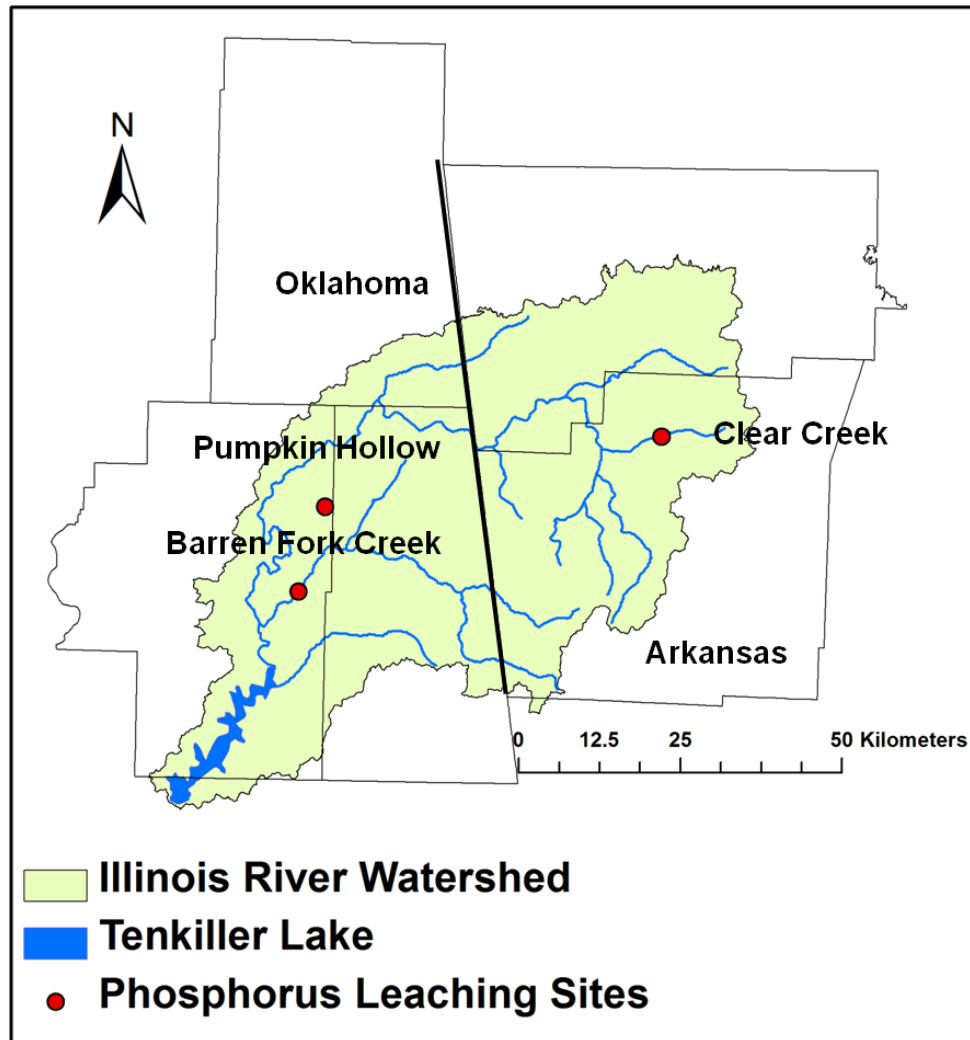 N
Oklahoma
Pumpkin Hollow
Clear Creek
Barren Fork Creek
Arkansas
0 12.5 25 50 Kilometers
Illinois River Watershed
Tenkiller Lake
Phosphorus Leaching Sites